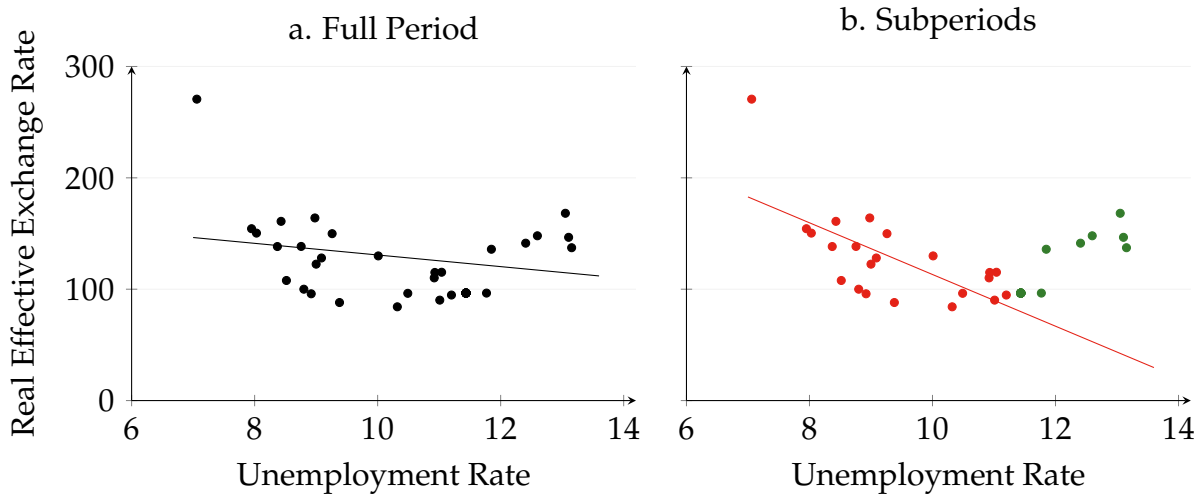 a. Full Period
b. Subperiods
Real Effective Exchange Rate
300
200
100
0
6 8 10 12 14
6 8 10 12 14
Unemployment Rate
Unemployment Rate